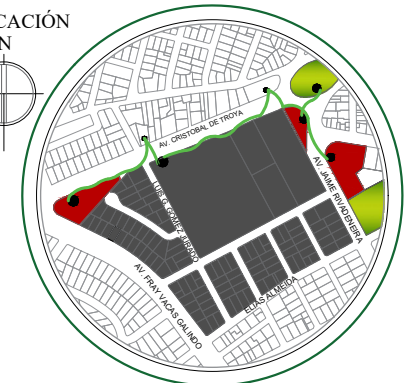 CACIÓN
N
AV. CRISTOBAL DE TROYA
LUIS G. GOMEZ JURADO
AV. JAIME RIVADENEIRA
ELIAS ALMEIDA
AV. FRAY VACAS GALINDO